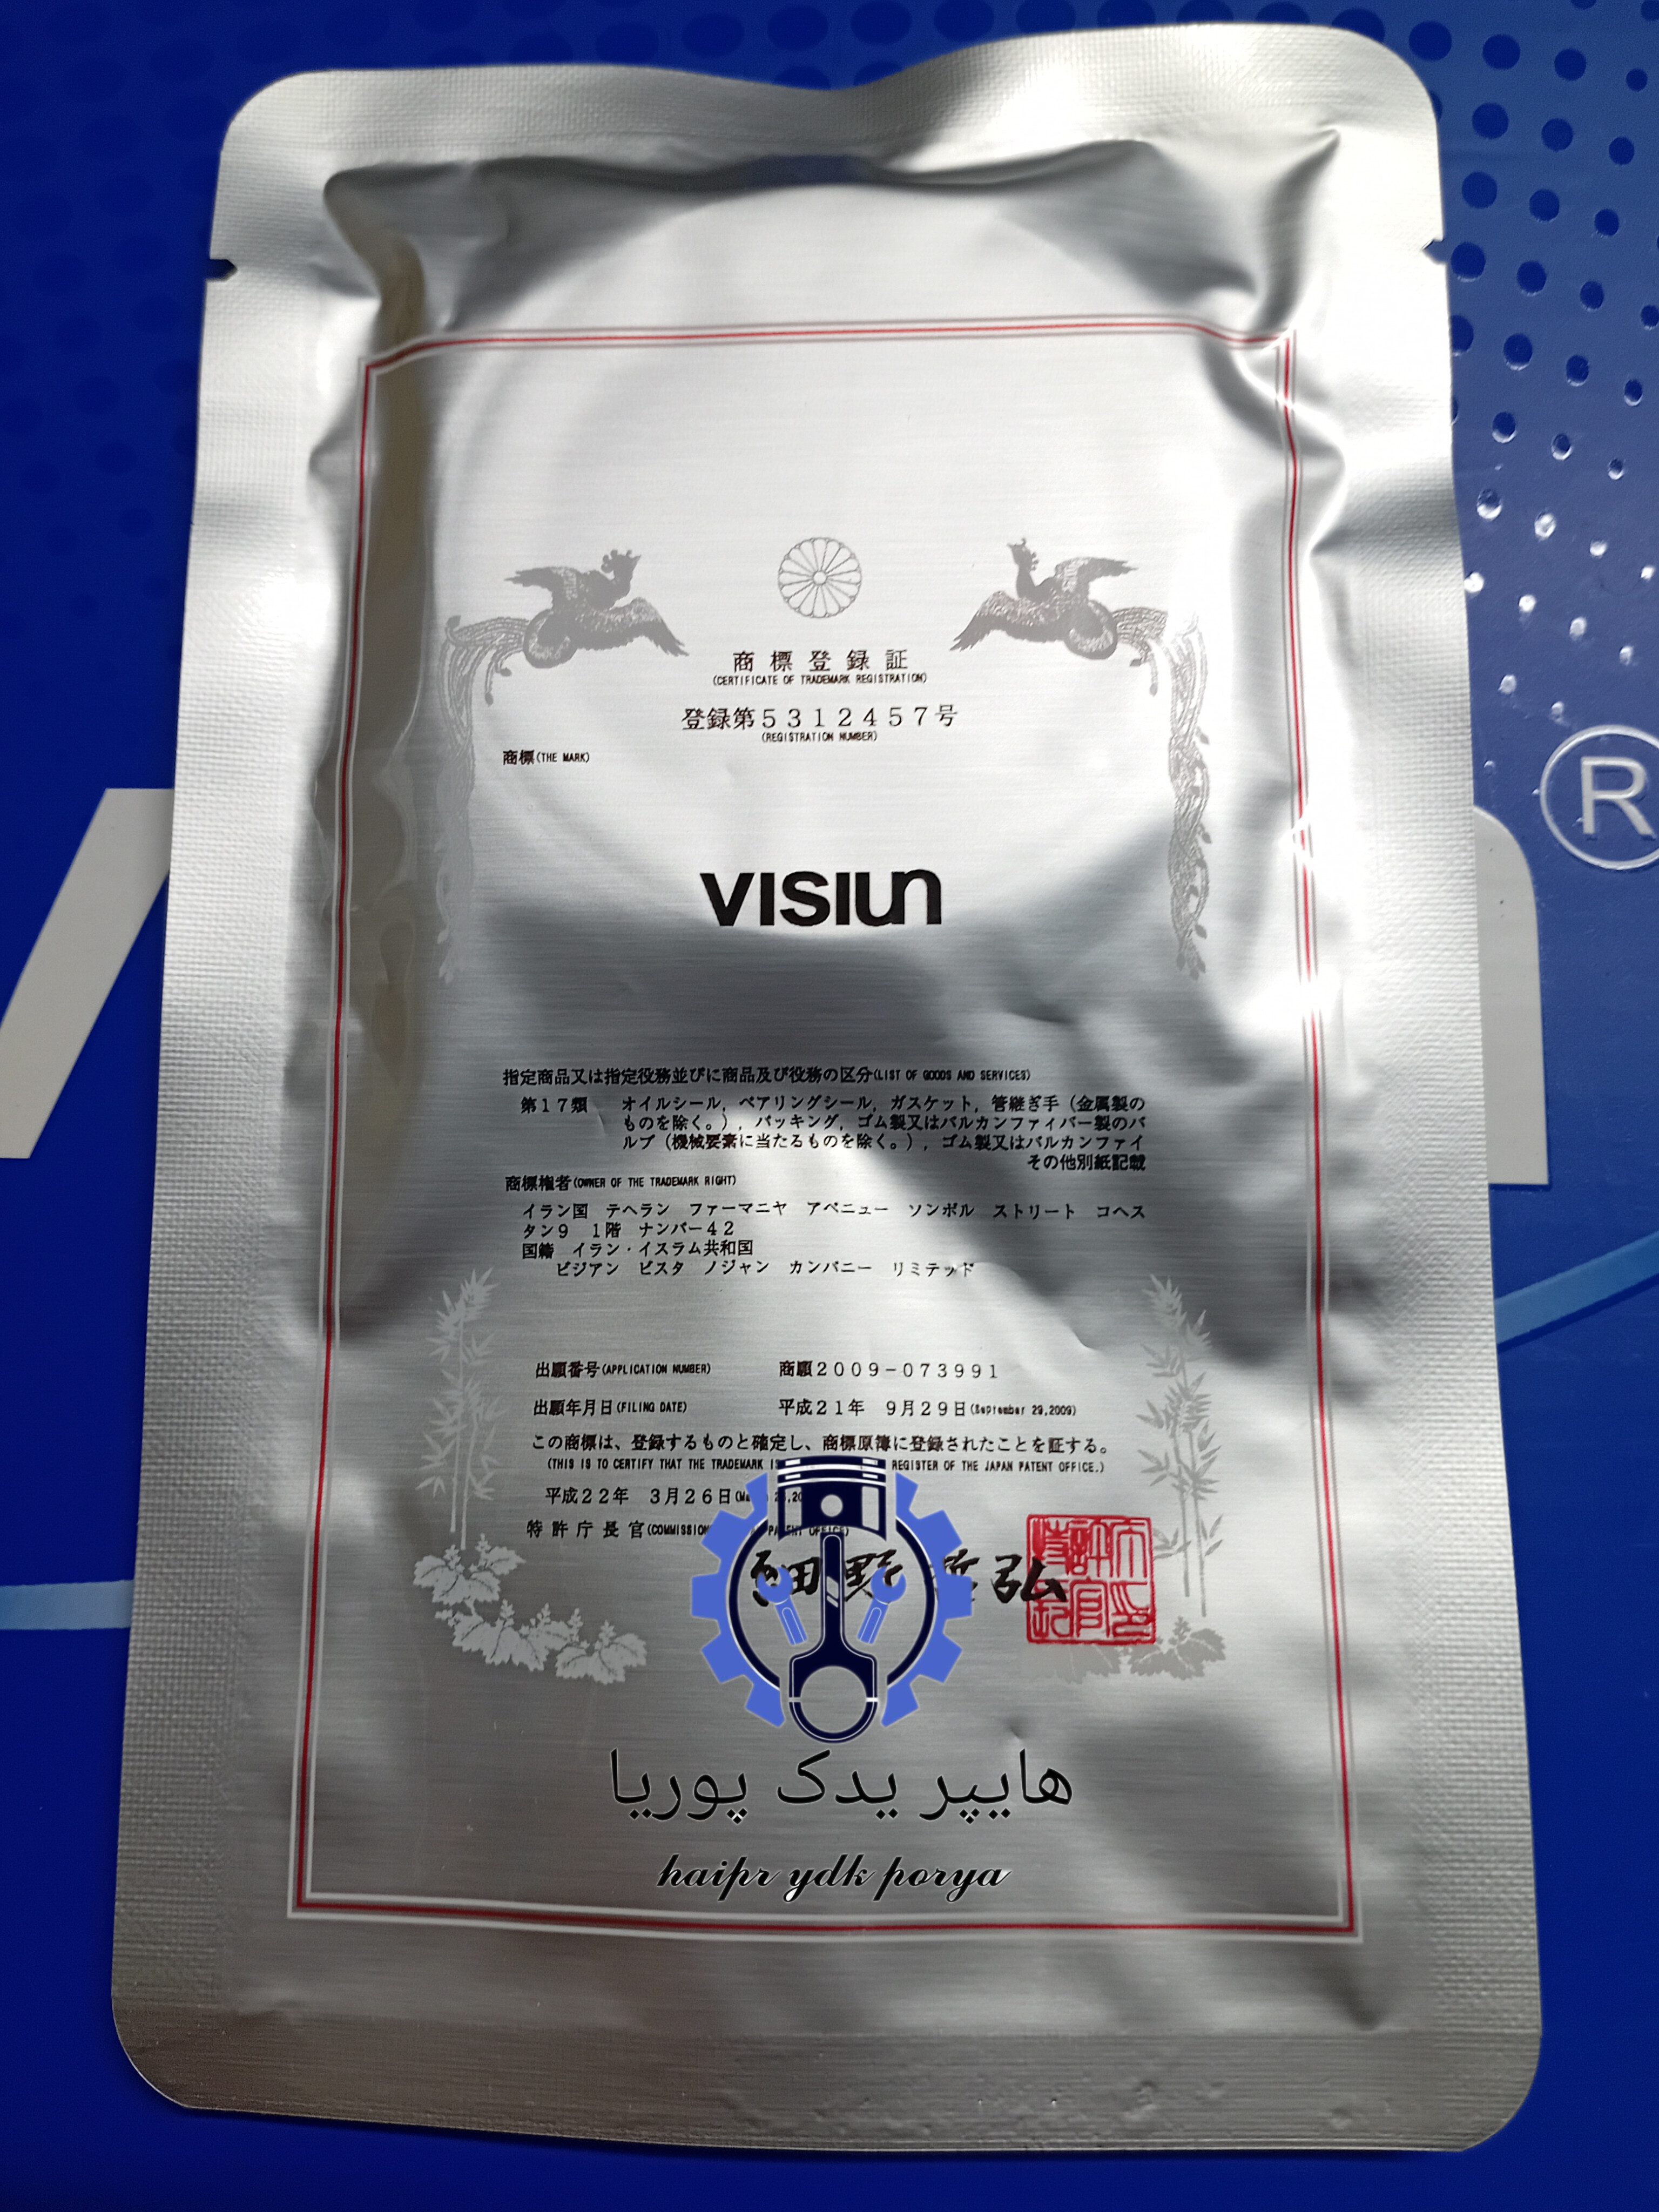 商標登録証
(CERTIFICATE OF TRADEMARK REGISTRATION)
登録第5312457号
(REGISTRATION NUMBER)
商標(THE MARK)
VISIUN
R
指定商品又は指定役務並びに商品及び役務の区分(LIST OF GOODS AND SERVICES)
第17類 オイルシール，ベアリングシール，ガスケット，管継ぎ手（金属製の
ものを除く。），パッキング，ゴム製又はバルカンファイバー製のバ
ルブ（機械要素に当たるものを除く。），ゴム製又はバルカンファイ
その他別紙記載
商標権者(OWNER OF THE TRADEMARK RIGHT)
イラン国 テヘラン ファーマニヤ アベニュー ソンボル ストリート コヘス
タン9 1階 ナンバー42
国籍 イラン・イスラム共和国
ビジアン ビスタ ノジャン カンパニー リミテッド
出願番号(APPLICATION NUMBER) 商願2009-073991
出願年月日(FILING DATE) 平成21年 9月29日(September 29,2009)
この商標は、登録するものと確定し、商標原簿に登録されたことを証する。
(THIS IS TO CERTIFY THAT THE TRADEMARK REGISTER OF THE JAPAN PATENT OFFICE.)
平成22年 3月26日
特許庁長官 PATENT OFFICE)
細野 弘
هایپر یدک پوریا
haipr ydk porya